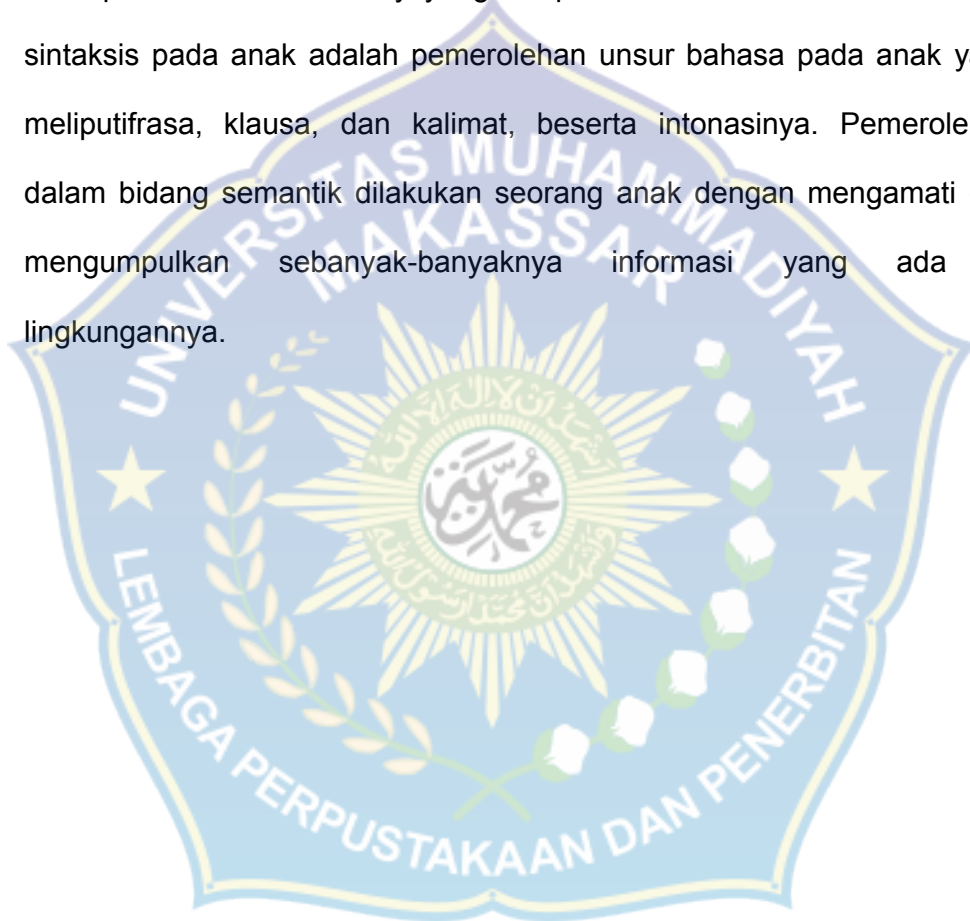 sintaksis pada anak adalah pemerolehan unsur bahasa pada anak
meliputifrasa, klausa, dan kalimat, beserta intonasinya.
dalam bidang semantik dilakukan seorang anak dengan mengamati
mengumpulkan sebanyak-banyaknya informasi yang ada
lingkungannya.
UNIVERSITAS MUHAMMADIYAH
MAKASSAR
LEMBAGA PERPUSTAKAAN DAN PENERBITAN